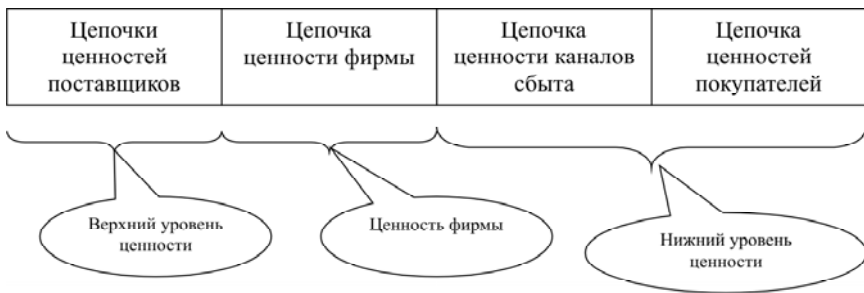 Цепочки
ценностей
поставщиков
Цепочка
ценности фирмы
Цепочка
ценности каналов
сбыта
Цепочка
ценностей
покупателей
Верхний уровень
ценности
Ценность фирмы
Нижний уровень
ценности